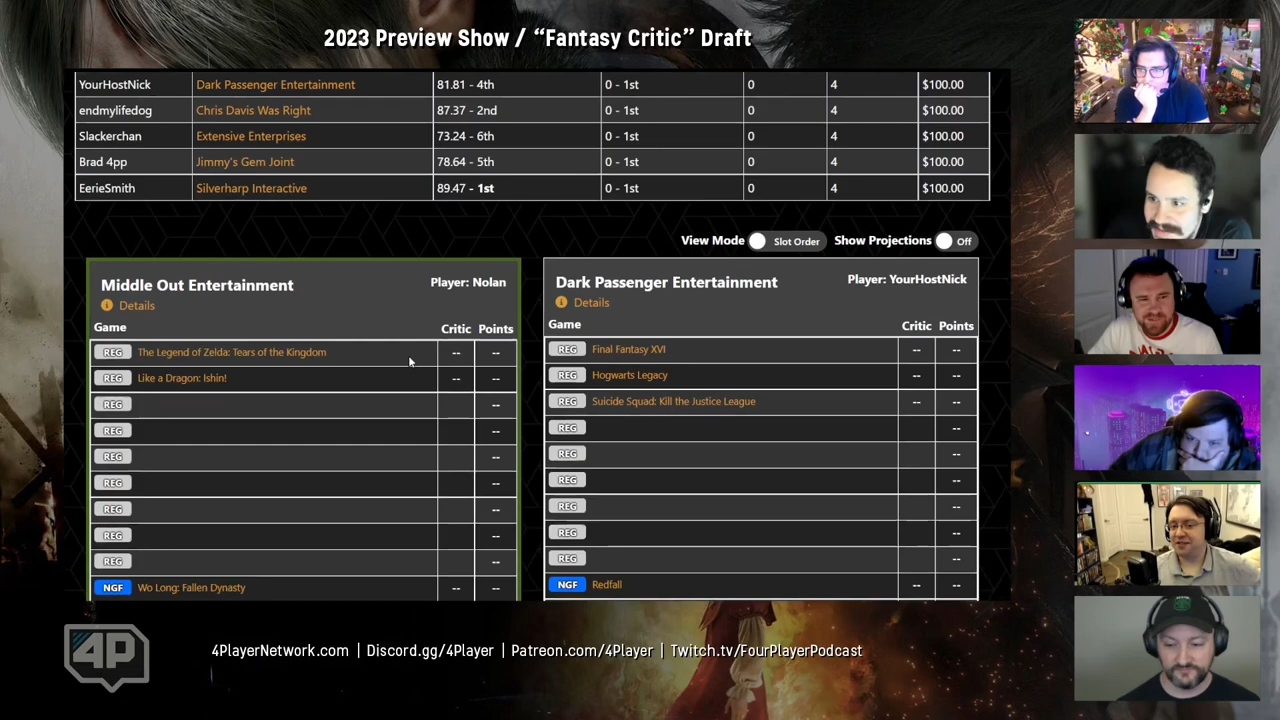 2023 Preview Show / “Fantasy Critic” Draft
YourHostNick Dark Passenger Entertainment 81.81 - 4th 0 - 1st 0 4 $100.00
endmylifedog Chris Davis Was Right 87.37 - 2nd 0 - 1st 0 4 $100.00
Slackerchan Extensive Enterprises 73.24 - 6th 0 - 1st 0 4 $100.00
Brad 4pp Jimmy's Gem Joint 78.64 - 5th 0 - 1st 0 4 $100.00
EerieSmith Silverharp Interactive 89.47 - 1st 0 - 1st 0 4 $100.00
View Mode Slot Order Show Projections Off
Middle Out Entertainment Player: Nolan
Details
Game Critic Points
REG The Legend of Zelda: Tears of the Kingdom -- --
REG Like a Dragon: Ishin! -- --
REG --
REG --
REG --
REG --
REG --
REG --
REG --
NGF Wo Long: Fallen Dynasty -- --
Dark Passenger Entertainment Player: YourHostNick
Details
Game Critic Points
REG Final Fantasy XVI -- --
REG Hogwarts Legacy -- --
REG Suicide Squad: Kill the Justice League -- --
REG --
REG --
REG --
REG --
REG --
REG --
NGF Redfall -- --
4P
4PlayerNetwork.com | Discord.gg/4Player | Patreon.com/4Player | Twitch.tv/FourPlayerPodcast